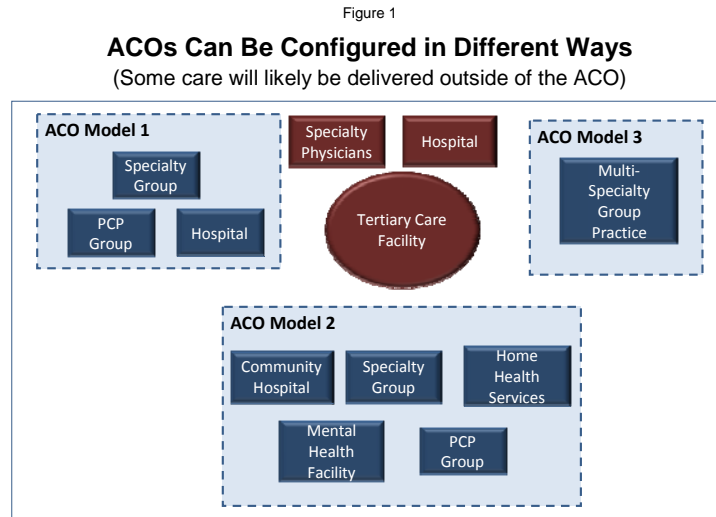 Figure 1
ACOs Can Be Configured in Different Ways
(Some care will likely be delivered outside of the ACO)
ACO Model 1
Specialty
Group
PCP
Group
Hospital
Specialty
Physicians
Hospital
Tertiary Care
Facility
ACO Model 3
Multi-
Specialty
Group
Practice
ACO Model 2
Community
Hospital
Specialty
Group
Home
Health
Services
Mental
Health
Facility
PCP
Group